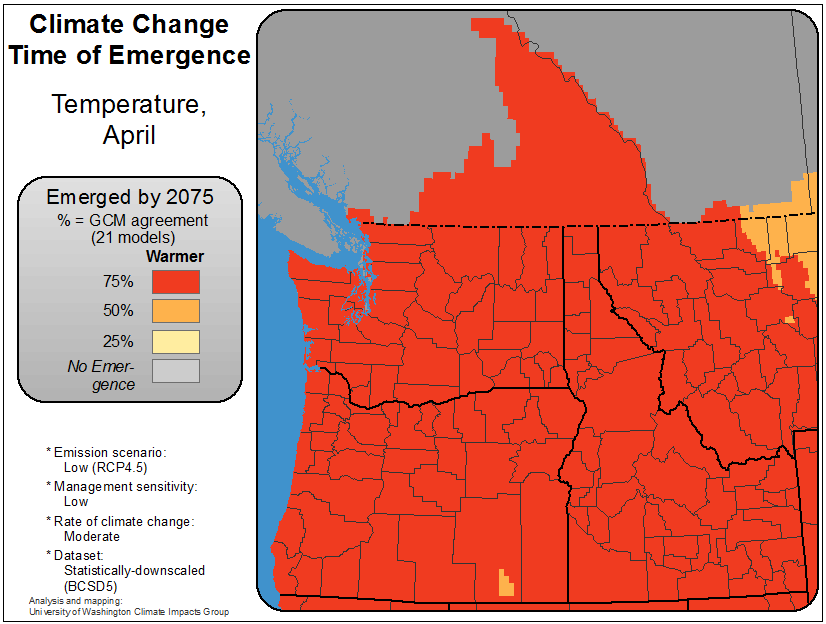 Climate Change
Time of Emergence
Temperature,
April
Emerged by 2075
% = GCM agreement
(21 models)
Warmer
75%
50%
25%
No Emer-
gence
* Emission scenario:
Low (RCP4.5)
* Management sensitivity:
Low
* Rate of climate change:
Moderate
* Dataset:
Statistically-downscaled
(BCSD5)
Analysis and mapping:
University of Washington Climate Impacts Group